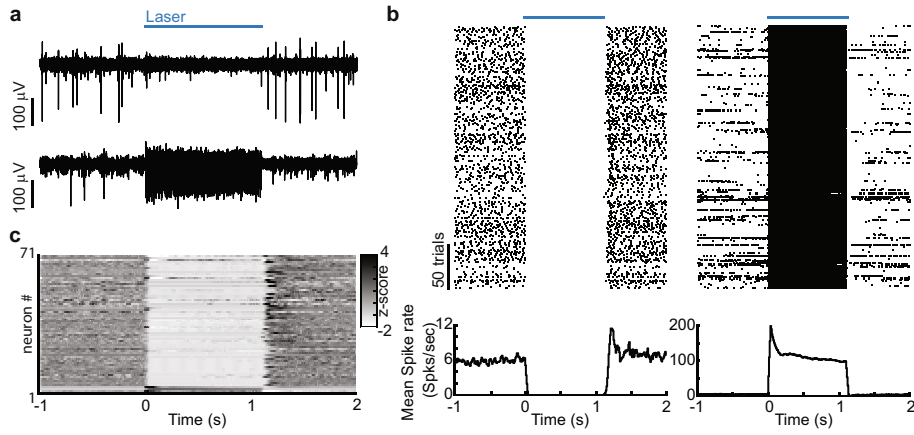 a
Laser
100 µV
100 µV
b
50 trials
12
6
0
Mean Spike rate
(Spks/sec)
-1 0 1 2
Time (s)
200
100
0
-1 0 1 2
Time (s)
c
71
neuron #
1
-1 0 1 2
Time (s)
4
z-score
-2